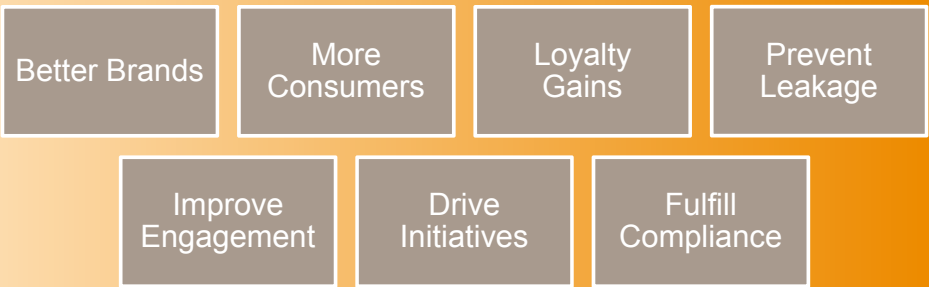 Better Brands
More
Consumers
Loyalty
Gains
Prevent
Leakage
Improve
Engagement
Drive
Initiatives
Fulfill
Compliance